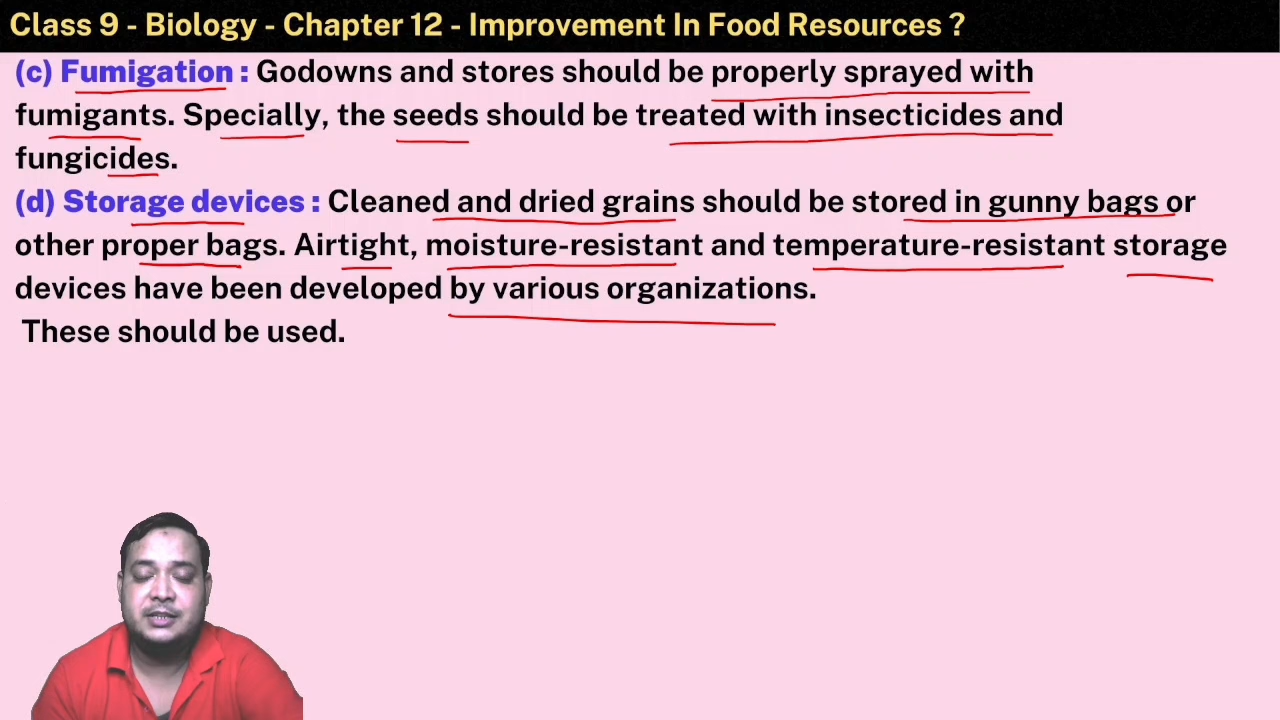 Class 9 - Biology - Chapter 12 - Improvement In Food Resources ?
(c) Fumigation : Godowns and stores should be properly sprayed with
fumigants. Specially, the seeds should be treated with insecticides and
fungicides.
(d) Storage devices : Cleaned and dried grains should be stored in gunny bags or
other proper bags. Airtight, moisture-resistant and temperature-resistant storage
devices have been developed by various organizations.
These should be used.